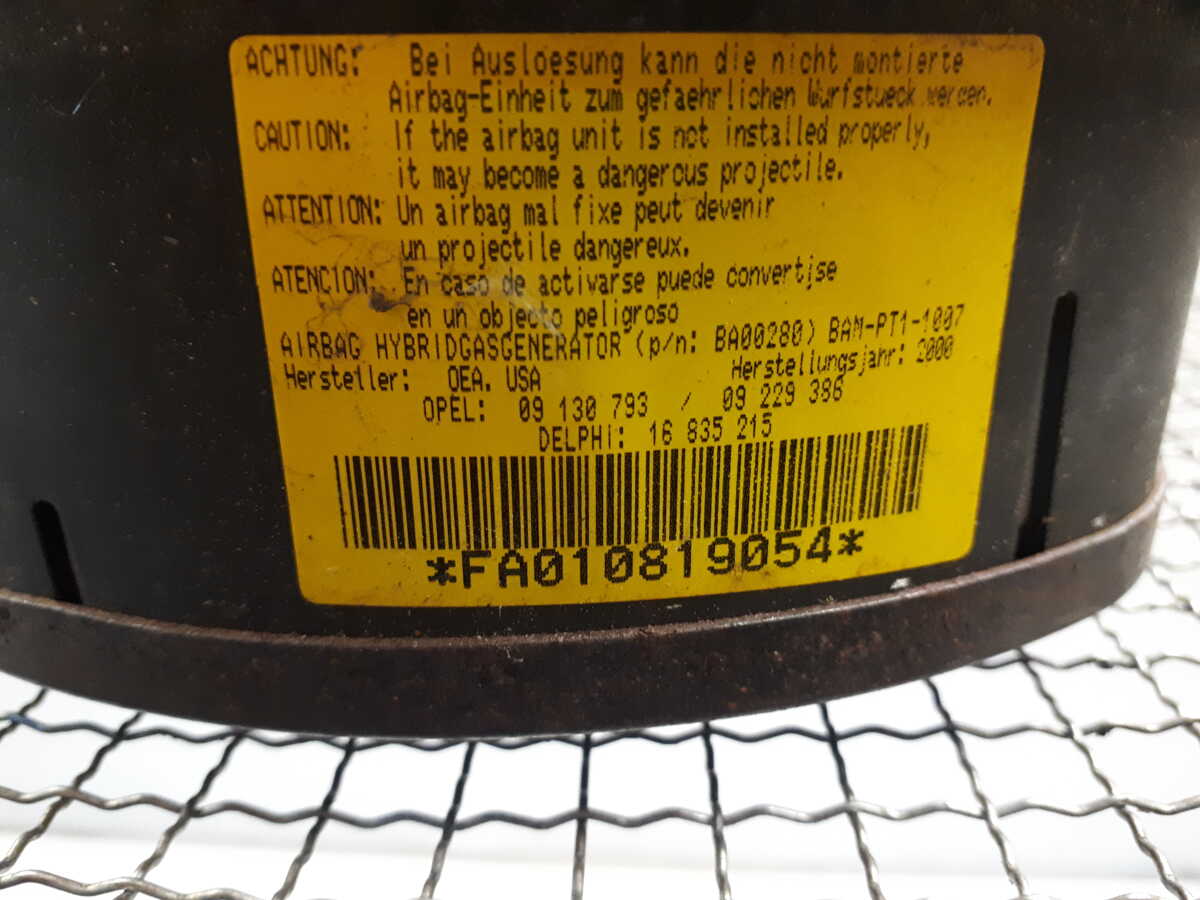 ACHTUNG: Bei Ausloesung kann die nicht montierte
Airbag-Einheit zum gefaehrlichen Wurfstueck werden.
CAUTION: If the airbag unit is not installed properly,
it may become a dangerous projectile.
ATTENTION: Un airbag mal fixe peut devenir
un projectile dangereux.
ATENCION: En caso de activarse puede convertjse
en un objecto peligroso
AIRBAG HYBRIDGASGENERATOR (p/n: BA00280) BAM-PT1-1007
Hersteller: OEA. USA Herstellungsjahr: 2000
OPEL: 09 130 793 / 09 229 386
DELPHI: 16 835 215
*FA010819054*